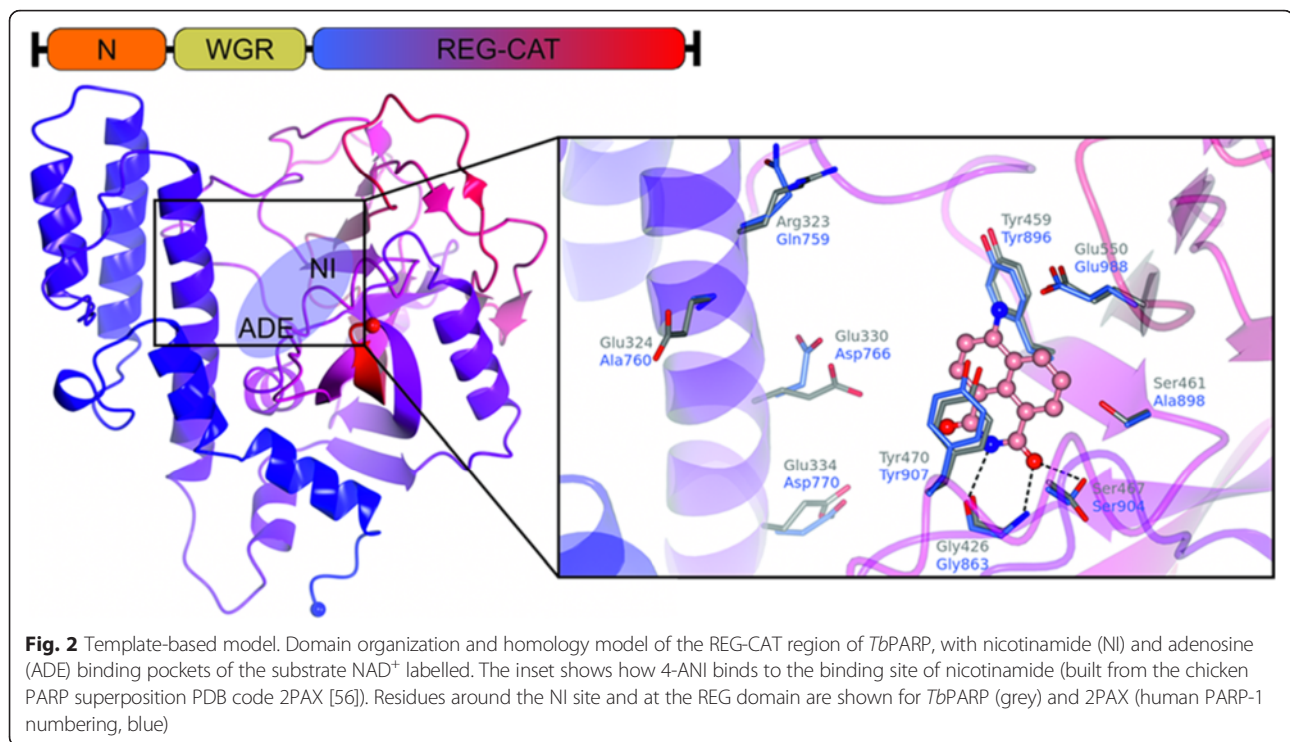 N WGR REG-CAT
NI
ADE
Arg323
Gln759
Tyr459
Tyr896
Glu550
Glu988
Glu324
Ala760
Glu330
Asp766
Ser461
Ala898
Tyr470
Tyr907
Glu334
Asp770
Ser467
Ser904
Gly426
Gly863
Fig. 2 Template-based model. Domain organization and homology model of the REG-CAT region of TbPARP, with nicotinamide (NI) and adenosine
(ADE) binding pockets of the substrate NAD+ labelled. The inset shows how 4-ANI binds to the binding site of nicotinamide (built from the chicken
PARP superposition PDB code 2PAX [56]). Residues around the NI site and at the REG domain are shown for TbPARP (grey) and 2PAX (human PARP-1
numbering, blue)